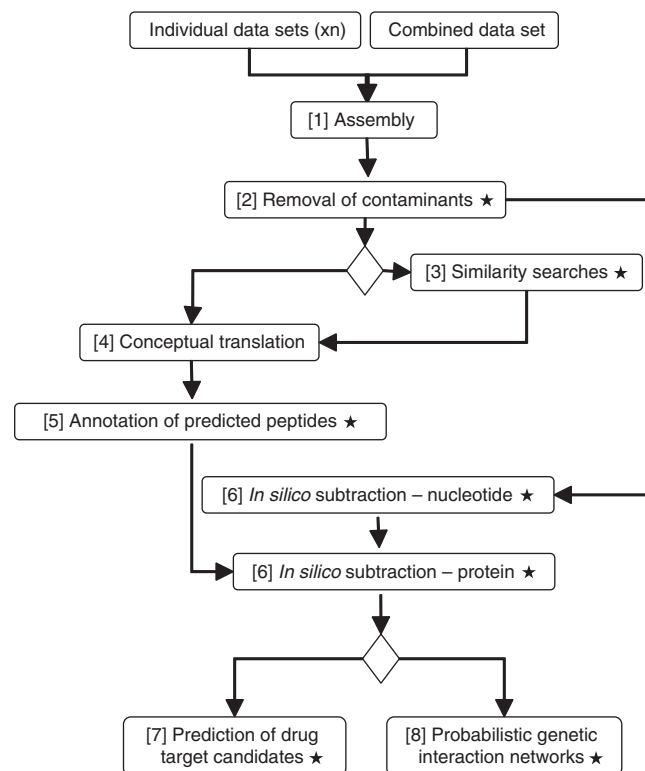 Individual data sets (xn)
Combined data set
[1] Assembly
[2] Removal of contaminants ★
[3] Similarity searches ★
[4] Conceptual translation
[5] Annotation of predicted peptides ★
[6] In silico subtraction – nucleotide ★
[6] In silico subtraction – protein ★
[7] Prediction of drug
target candidates ★
[8] Probabilistic genetic
interaction networks ★